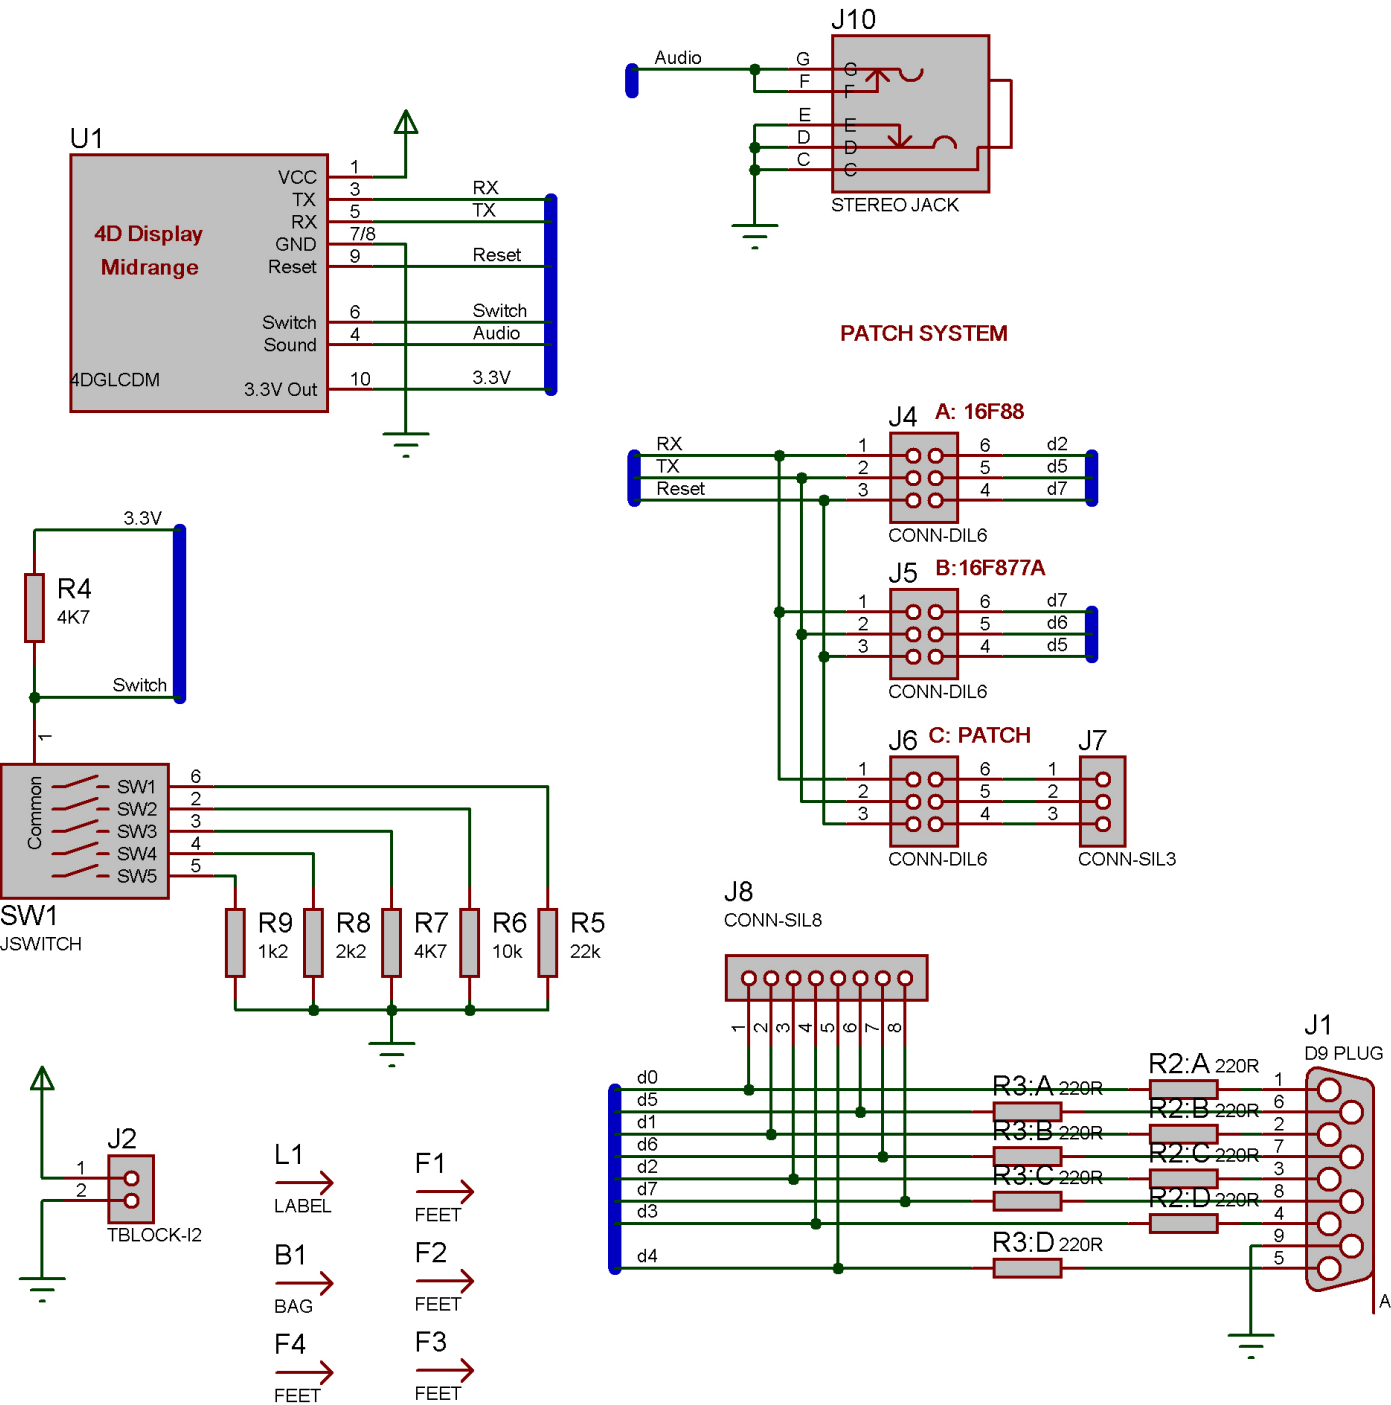 J10
Audio
G
F
E
D
C
G
F
E
D
C
STEREO JACK
U1
4D Display
Midrange
4DGLCDM
VCC 1
TX 3 RX
RX 5 TX
GND 7/8
Reset 9 Reset
Switch 6 Switch
Sound 4 Audio
3.3V Out 10 3.3V
PATCH SYSTEM
J4 A: 16F88
RX 1 6 d2
TX 2 5 d5
Reset 3 4 d7
CONN-DIL6
J5 B:16F877A
1 6 d7
2 5 d6
3 4 d5
CONN-DIL6
J6 C: PATCH J7
1 6 1
2 5 2
3 4 3
CONN-DIL6 CONN-SIL3
3.3V
R4
4K7
Switch
1
Common
SW1 6
SW2 2
SW3 3
SW4 4
SW5 5
SW1
JSWITCH
R9 R8 R7 R6 R5
1k2 2k2 4K7 10k 22k
J8
CONN-SIL8
1 2 3 4 5 6 7 8
J1
D9 PLUG
d0 R2:A 220R 1
d5 R3:A 220R 6
d1 R2:B 220R 2
d6 R3:B 220R 7
d2 R2:C 220R 3
d7 R3:C 220R 8
d3 R2:D 220R 4
9
d4 R3:D 220R 5
A
J2
1
2
TBLOCK-I2
L1
LABEL
F1
FEET
B1
BAG
F2
FEET
F4
FEET
F3
FEET